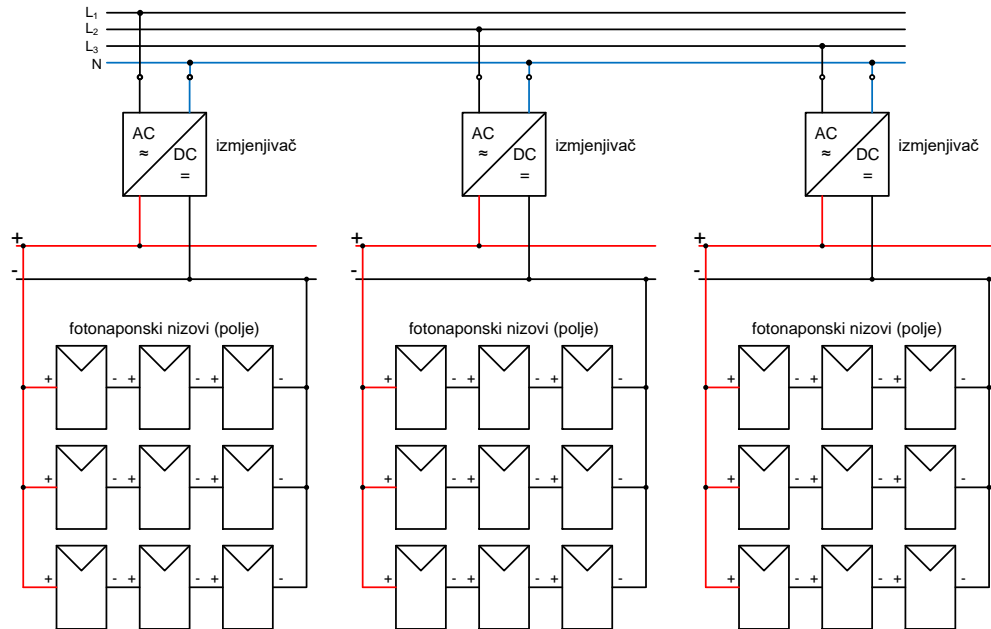 L₁
L₂
L₃
N
AC ≈ DC = izmjenjivač
AC ≈ DC = izmjenjivač
AC ≈ DC = izmjenjivač
+ + +
- - -
fotonaponski nizovi (polje) fotonaponski nizovi (polje) fotonaponski nizovi (polje)
+ - + - + - + - + - + - + - + - + -
+ - + - + - + - + - + - + - + - + -
+ - + - + - + - + - + - + - + - + -